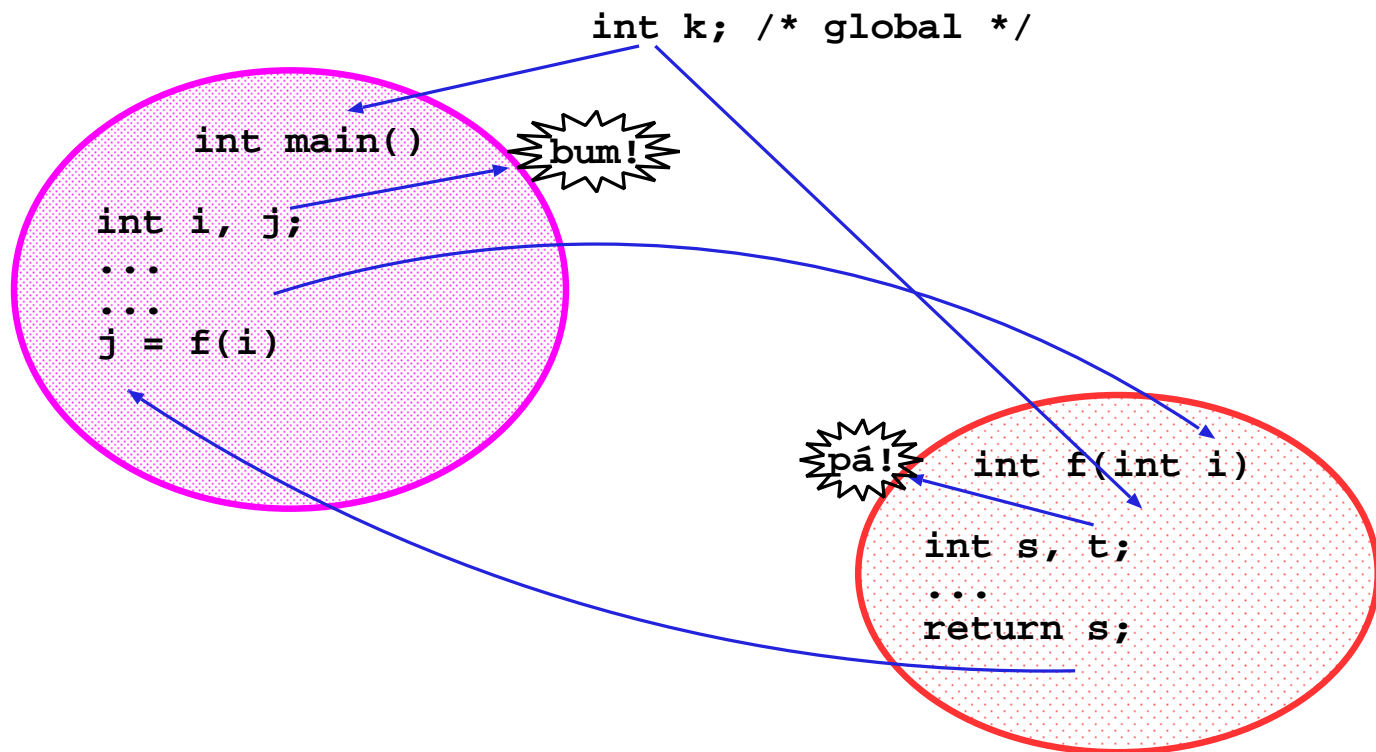 int k; /* global */
int main()
bum!
int i, j;
...
...
j = f(i)
pá!
int f(int i)
int s, t;
...
return s;